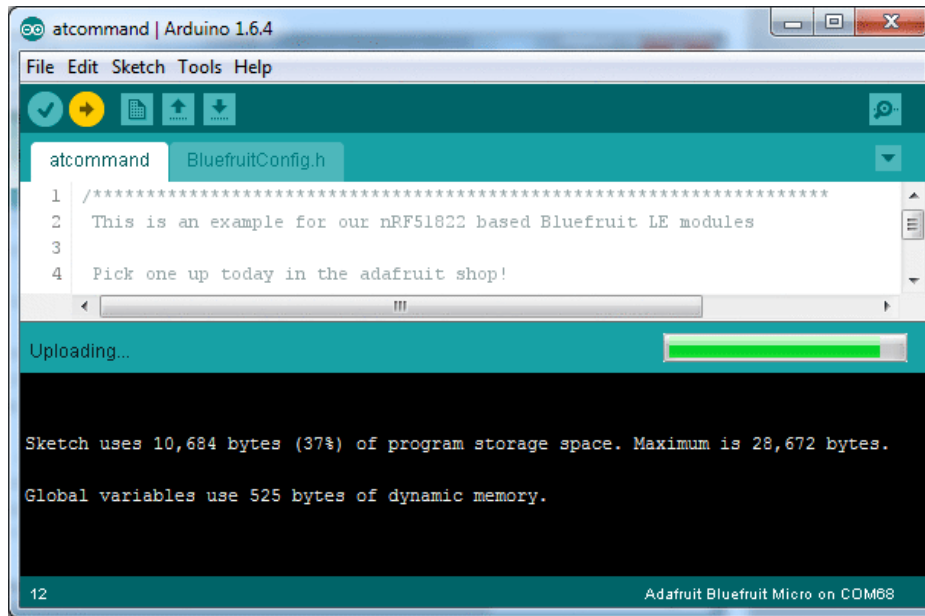 atcommand | Arduino 1.6.4
File Edit Sketch Tools Help
atcommand BluefruitConfig.h
1 /*********************************************************************
2 This is an example for our nRF51822 based Bluefruit LE modules
3
4 Pick one up today in the adafruit shop!
Uploading...
Sketch uses 10,684 bytes (37%) of program storage space. Maximum is 28,672 bytes.
Global variables use 525 bytes of dynamic memory.
12 Adafruit Bluefruit Micro on COM68